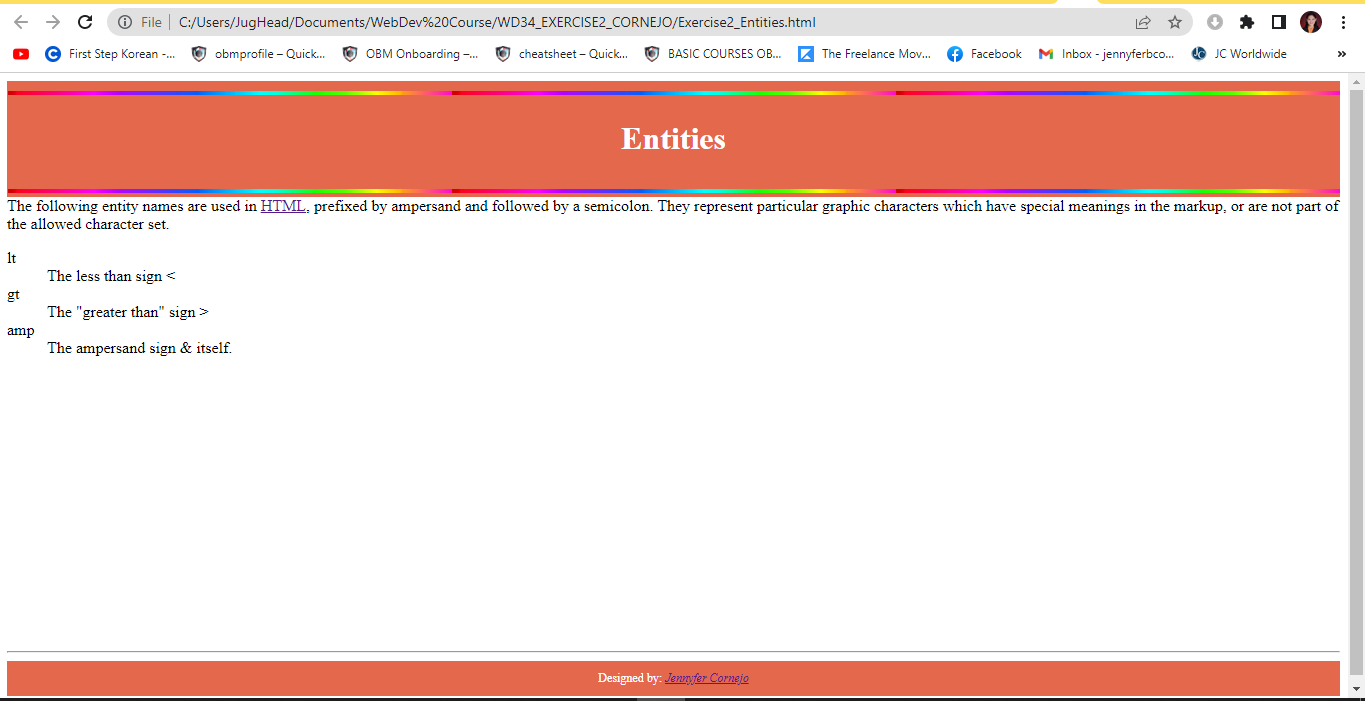 File | C:/Users/JugHead/Documents/WebDev%20Course/WD34_EXERCISE2_CORNEJO/Exercise2_Entities.html
First Step Korean -... obmprofile – Quick... OBM Onboarding –... cheatsheet – Quick... BASIC COURSES OB... The Freelance Mov... Facebook Inbox - jennyferbco... JC Worldwide »
Entities
The following entity names are used in HTML, prefixed by ampersand and followed by a semicolon. They represent particular graphic characters which have special meanings in the markup, or are not part of
the allowed character set.
lt
The less than sign <
gt
The "greater than" sign >
amp
The ampersand sign & itself.
Designed by: Jennyfer Cornejo